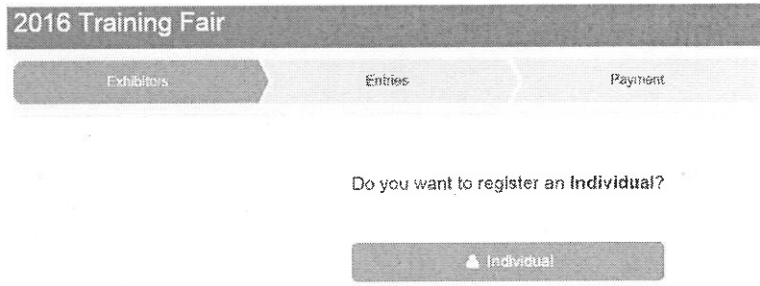 2016 Training Fair
Exhibitors Entries Payment
Do you want to register an Individual?
Individual